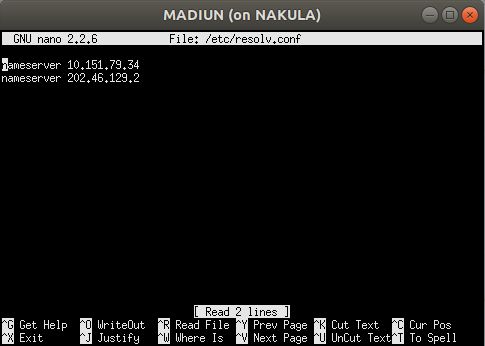 MADIUN (on NAKULA)
GNU nano 2.2.6 File: /etc/resolv.conf
nameserver 10.151.79.34
nameserver 202.46.129.2
[ Read 2 lines ]
^G Get Help ^O WriteOut ^R Read File ^Y Prev Page ^K Cut Text ^C Cur Pos
^X Exit ^J Justify ^W Where Is ^V Next Page ^U UnCut Text ^T To Spell